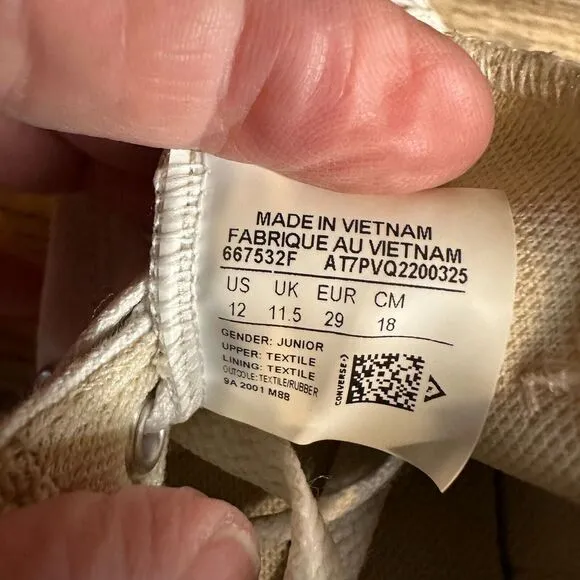 MADE IN VIETNAM
FABRIQUE AU VIETNAM
667532F AT7PVQ2200325
US UK EUR CM
12 11.5 29 18
GENDER: JUNIOR
UPPER: TEXTILE
LINING: TEXTILE
OUTSOLE: TEXTILE/RUBBER
9A 2001 M88
CONVERSE